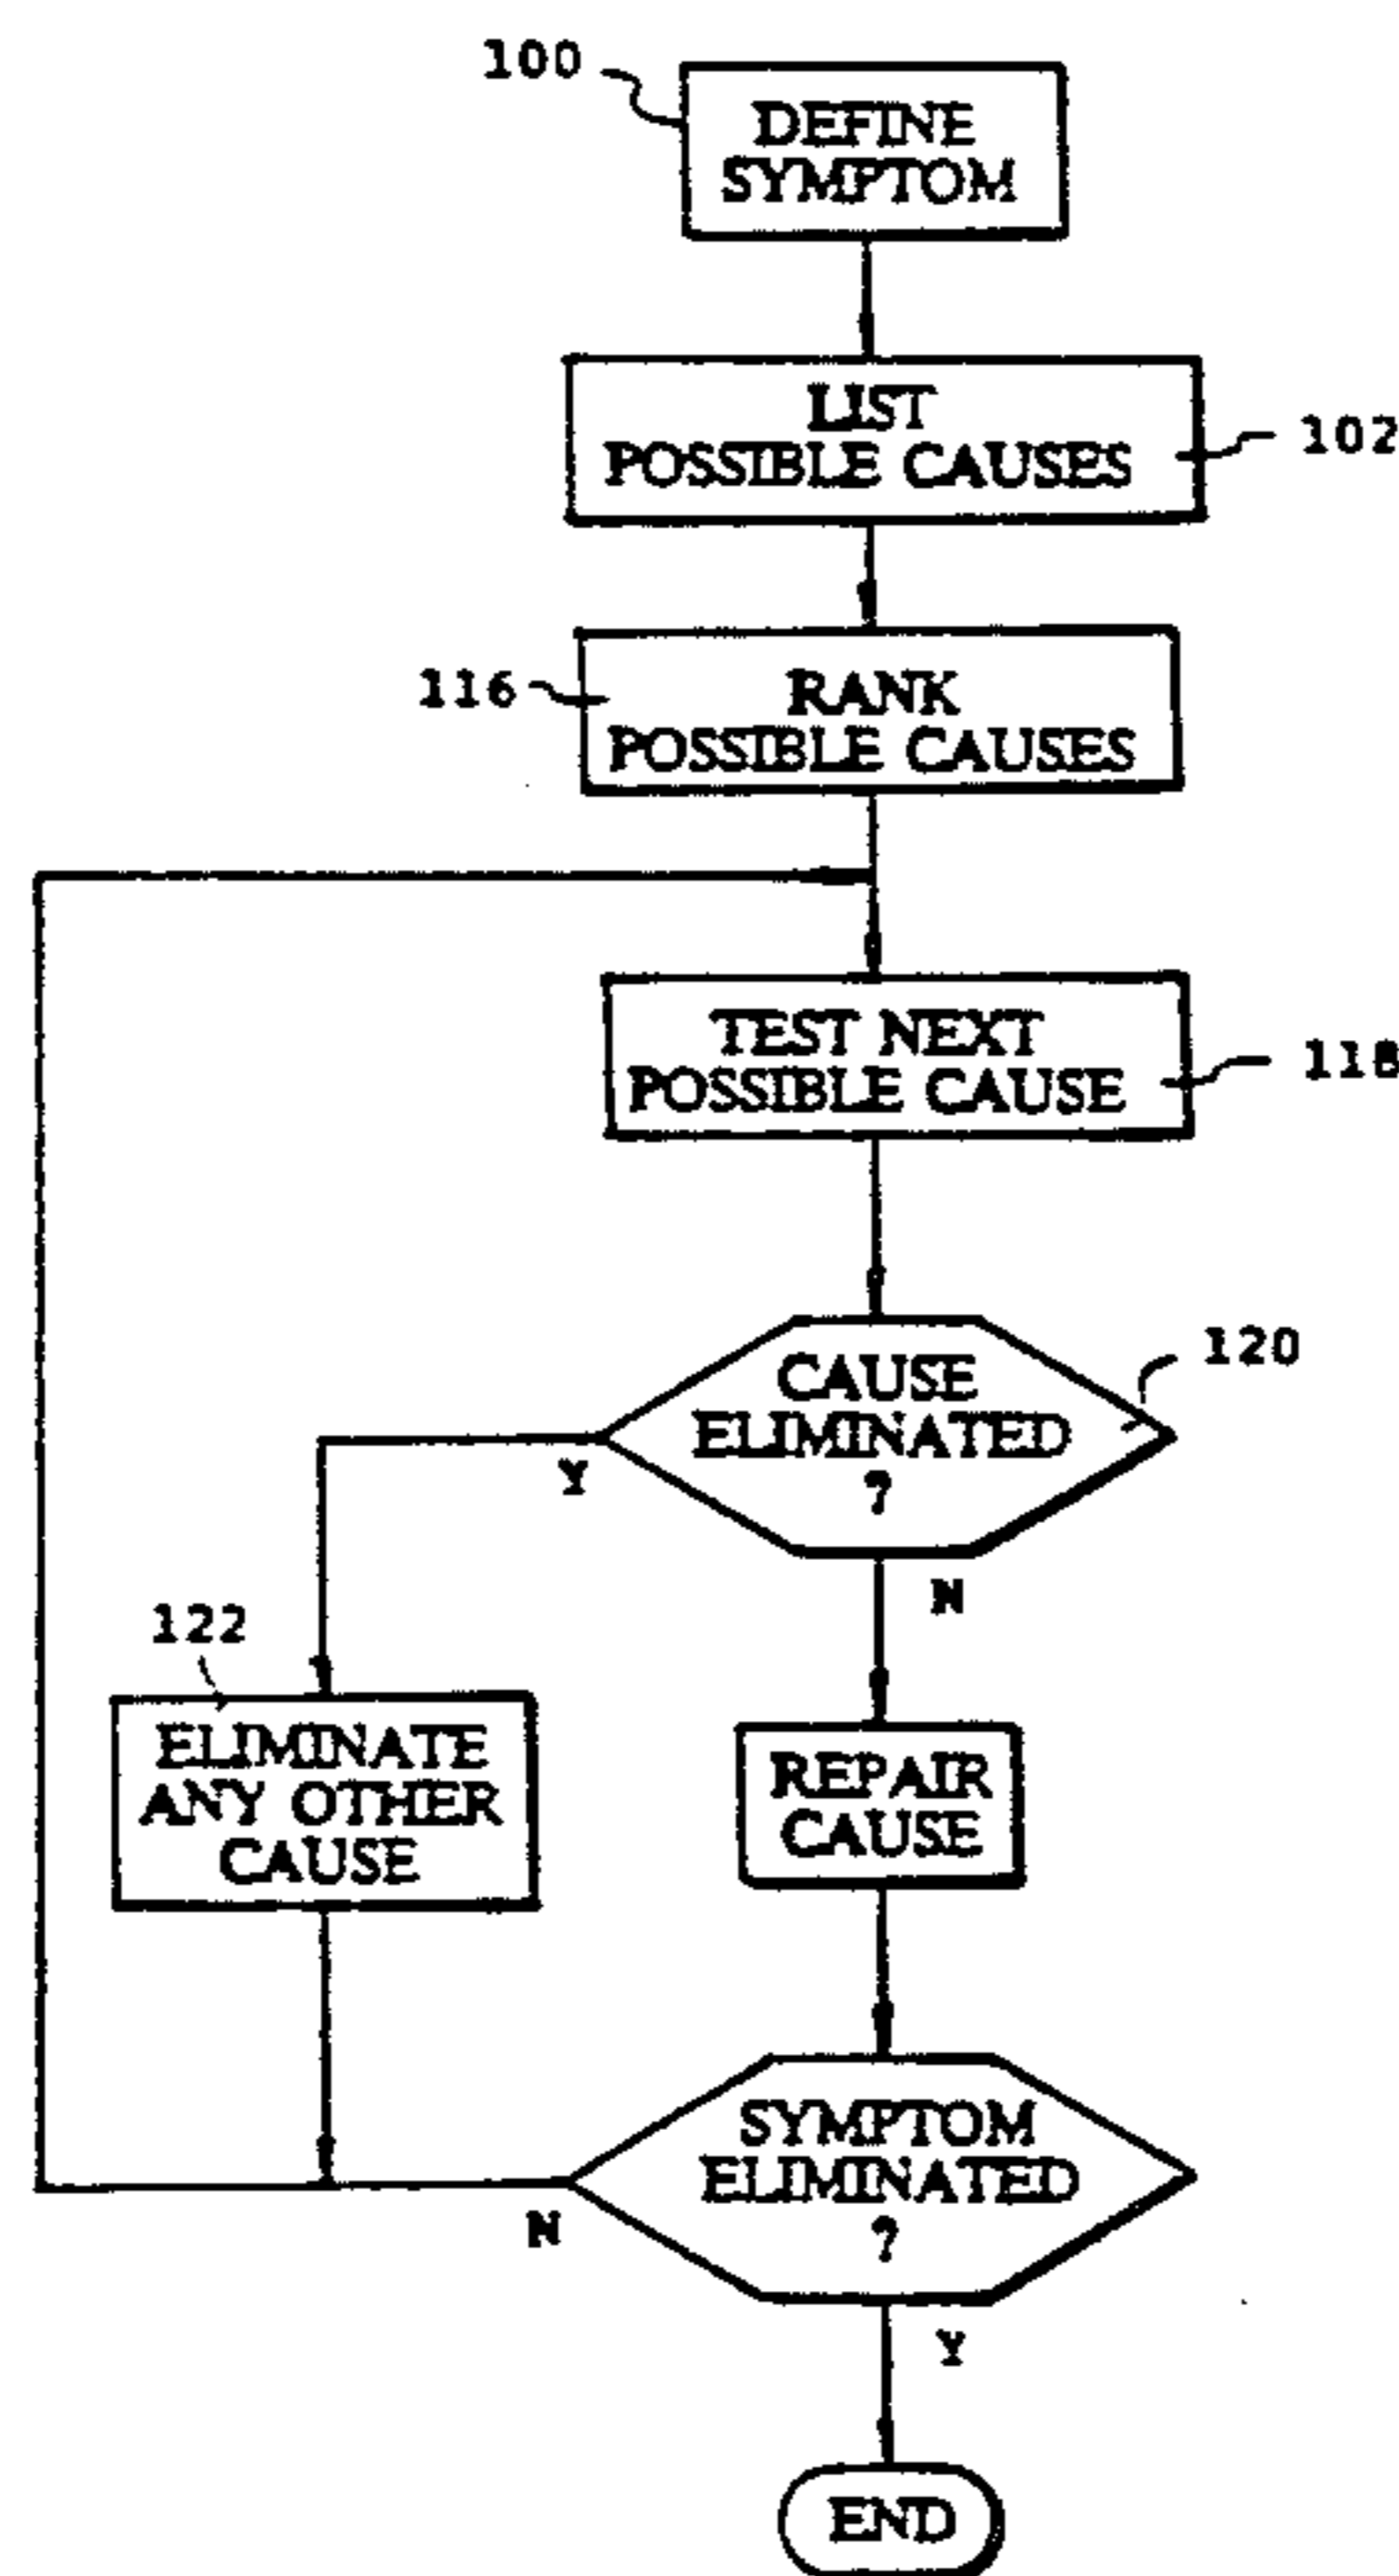 100
DEFINE
SYMPTOM
LIST
POSSIBLE CAUSES
102
116
RANK
POSSIBLE CAUSES
TEST NEXT
POSSIBLE CAUSE
118
120
CAUSE
ELIMINATED
?
Y
N
122
ELIMINATE
ANY OTHER
CAUSE
REPAIR
CAUSE
SYMPTOM
ELIMINATED
?
N
Y
END